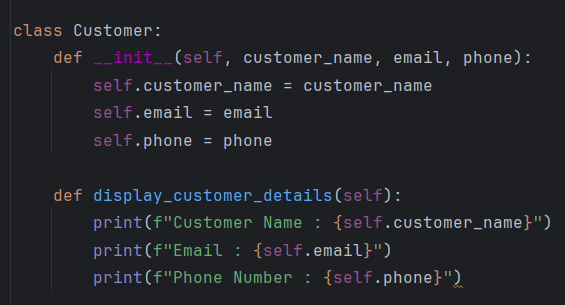 class Customer:
    def __init__(self, customer_name, email, phone):
        self.customer_name = customer_name
        self.email = email
        self.phone = phone

    def display_customer_details(self):
        print(f"Customer Name : {self.customer_name}")
        print(f"Email : {self.email}")
        print(f"Phone Number : {self.phone}")